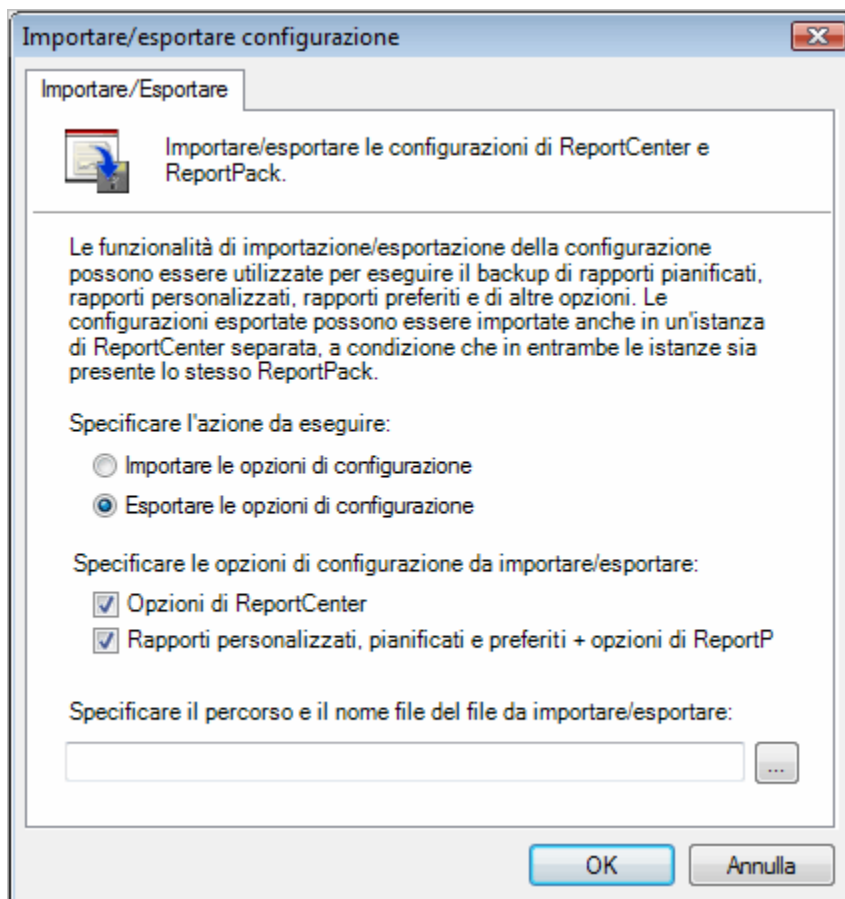 Importare/esportare configurazione
Importare/Esportare
Importare/esportare le configurazioni di ReportCenter e
ReportPack.
Le funzionalità di importazione/esportazione della configurazione
possono essere utilizzate per eseguire il backup di rapporti pianificati,
rapporti personalizzati, rapporti preferiti e di altre opzioni. Le
configurazioni esportate possono essere importate anche in un'istanza
di ReportCenter separata, a condizione che in entrambe le istanze sia
presente lo stesso ReportPack.
Specificare l'azione da eseguire:
Importare le opzioni di configurazione
Esportare le opzioni di configurazione
Specificare le opzioni di configurazione da importare/esportare:
Opzioni di ReportCenter
Rapporti personalizzati, pianificati e preferiti + opzioni di ReportP
Specificare il percorso e il nome file del file da importare/esportare:
...
OK
Annulla